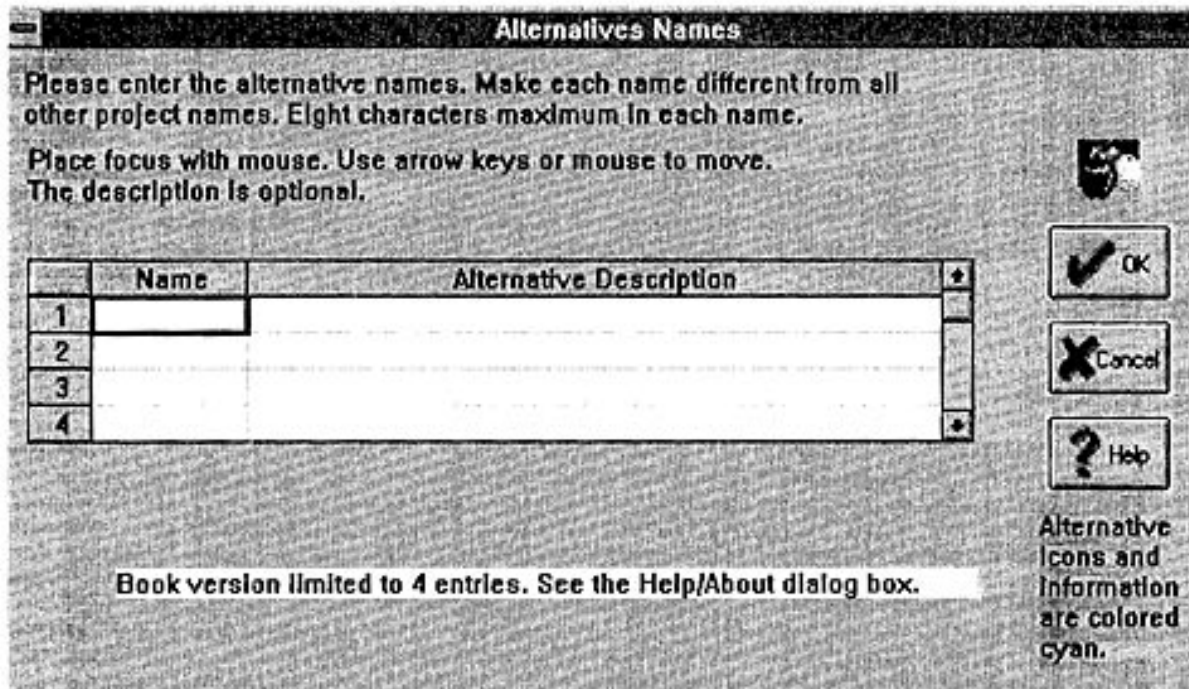 Alternatives Names
Please enter the alternative names. Make each name different from all
other project names. Eight characters maximum in each name.
Place focus with mouse. Use arrow keys or mouse to move.
The description is optional.
Name Alternative Description
1
2
3
4
OK
Cancel
Help
Alternative
Icons and
Information
are colored
cyan.
Book version limited to 4 entries. See the Help/About dialog box.